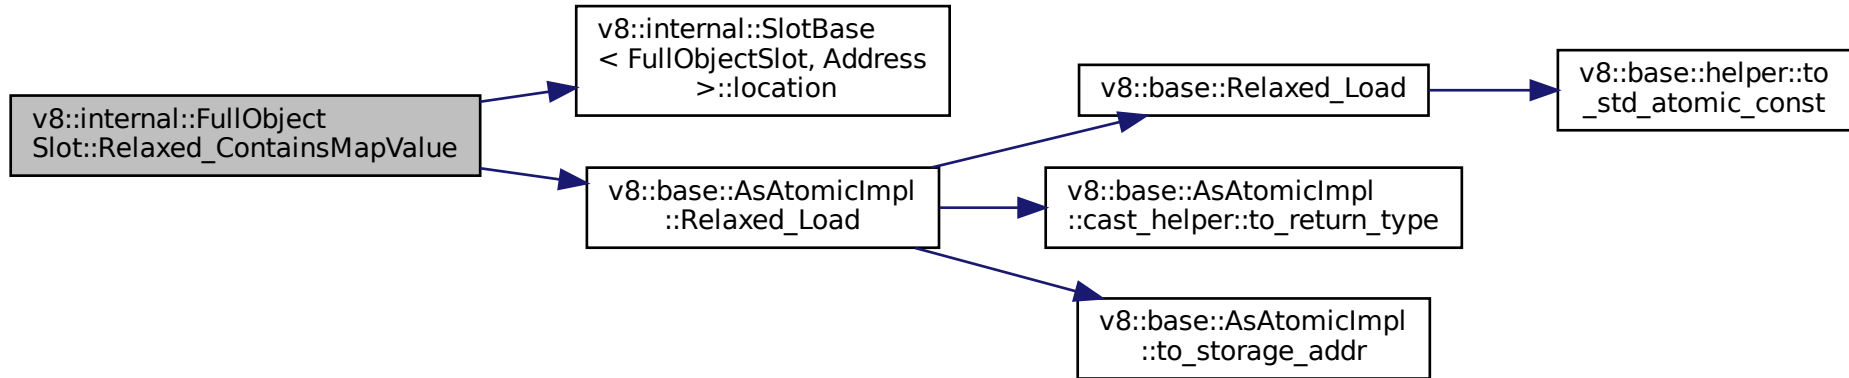 v8::internal::FullObject
Slot::Relaxed_ContainsMapValue
v8::internal::SlotBase
< FullObjectSlot, Address
>::location
v8::base::AsAtomicImpl
::Relaxed_Load
v8::base::Relaxed_Load
v8::base::helper::to
_std_atomic_const
v8::base::AsAtomicImpl
::cast_helper::to_return_type
v8::base::AsAtomicImpl
::to_storage_addr